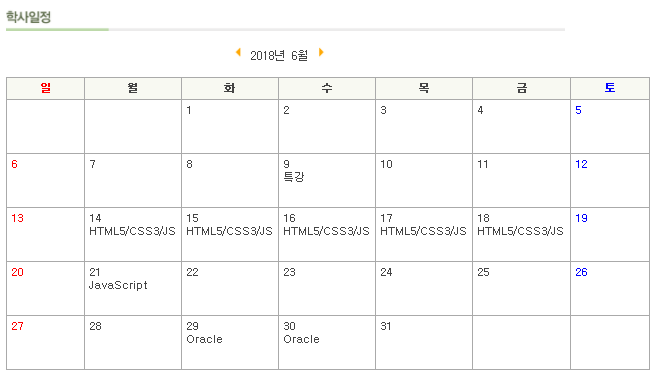 학사일정
2018년 6월
일 월 화 수 목 금 토
1 2 3 4 5
6 7 8 9 10 11 12
특강
13 14 15 16 17 18 19
HTML5/CSS3/JS HTML5/CSS3/JS HTML5/CSS3/JS HTML5/CSS3/JS HTML5/CSS3/JS
20 21 22 23 24 25 26
JavaScript
27 28 29 30 31
Oracle Oracle